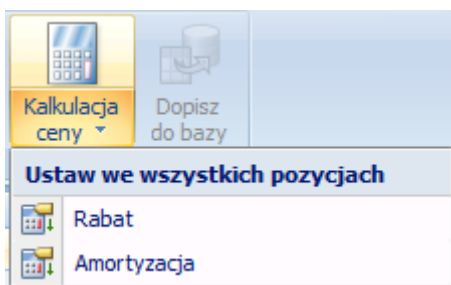 Kalkulacja
ceny
Dopisz
do bazy
Ustaw we wszystkich pozycjach
Rabat
Amortyzacja